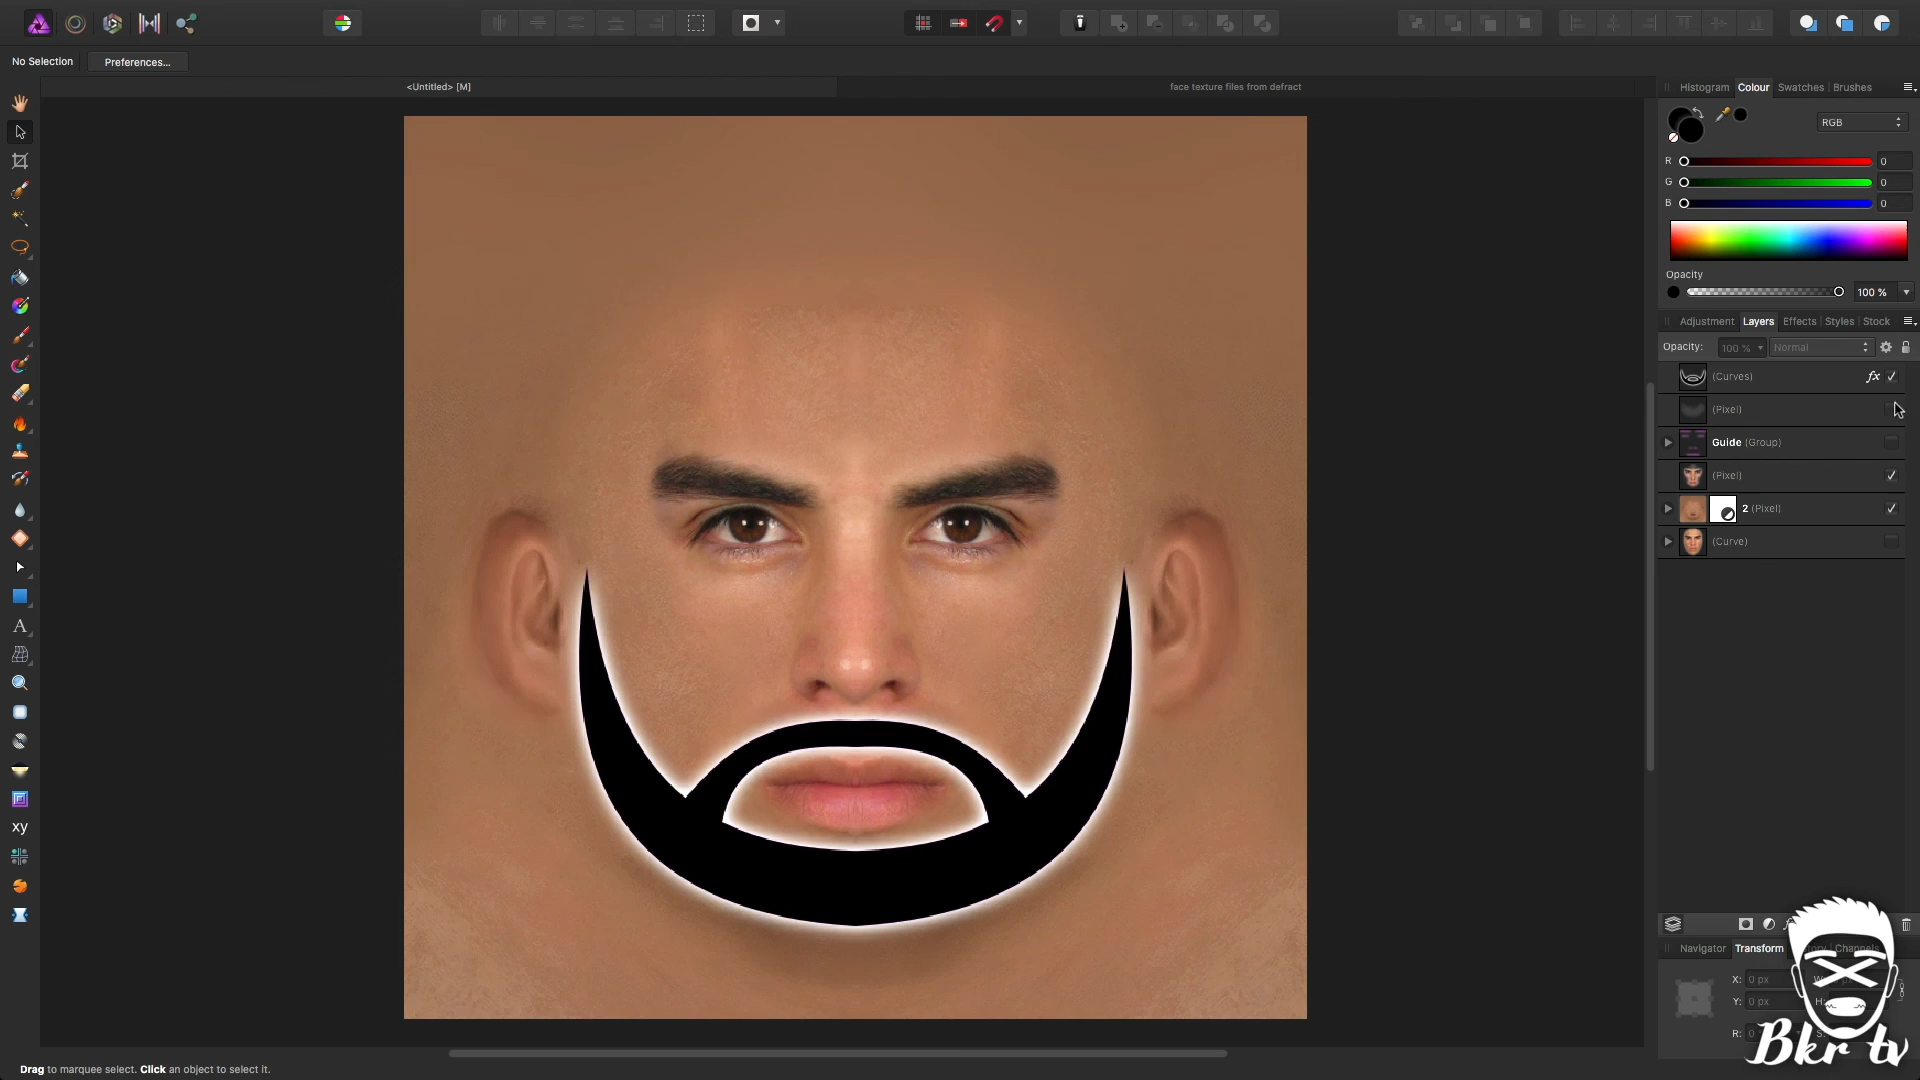 No Selection
Preferences...
<Untitled> [M]
face texture files from defract
Histogram
Colour
Swatches
Brushes
RGB
R
0
G
0
B
0
Opacity
100 %
Adjustment
Layers
Effects
Styles
Stock
Opacity:
100 %
Normal
(Curves)
fx
(Pixel)
Guide (Group)
(Pixel)
2 (Pixel)
(Curve)
A
xy
Navigator
Transform
Channels
X:
0 px
Y:
0 px
R:
Bkr tv
Drag to marquee select. Click an object to select it.